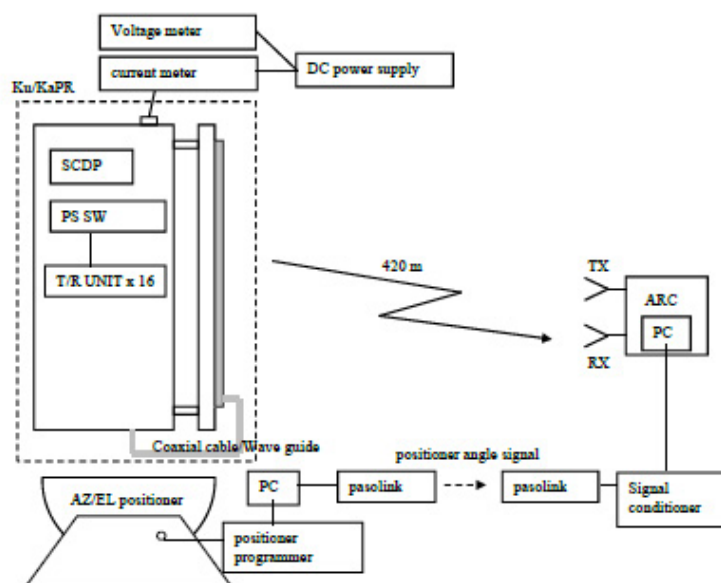 Voltage meter
current meter
DC power supply
Ku/KaPR
SCDP
PS SW
T/R UNIT x 16
420 m
TX
ARC
PC
RX
Coaxial cable/Wave guide
positioner angle signal
AZ/EL positioner
PC
pasolink
pasolink
Signal
conditioner
positioner
programmer